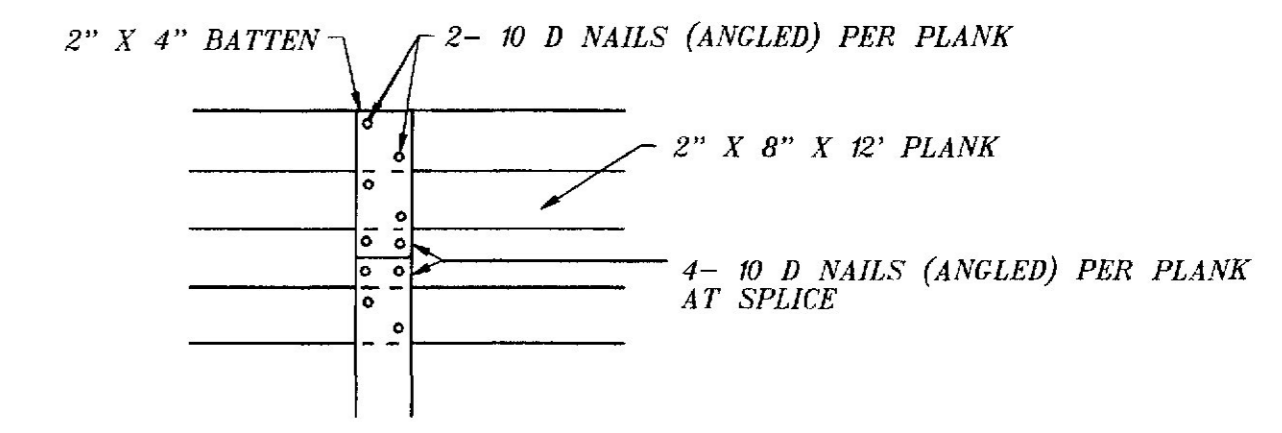 2" X 4" BATTEN
2- 10 D NAILS (ANGLED) PER PLANK
2" X 8" X 12' PLANK
4- 10 D NAILS (ANGLED) PER PLANK
AT SPLICE